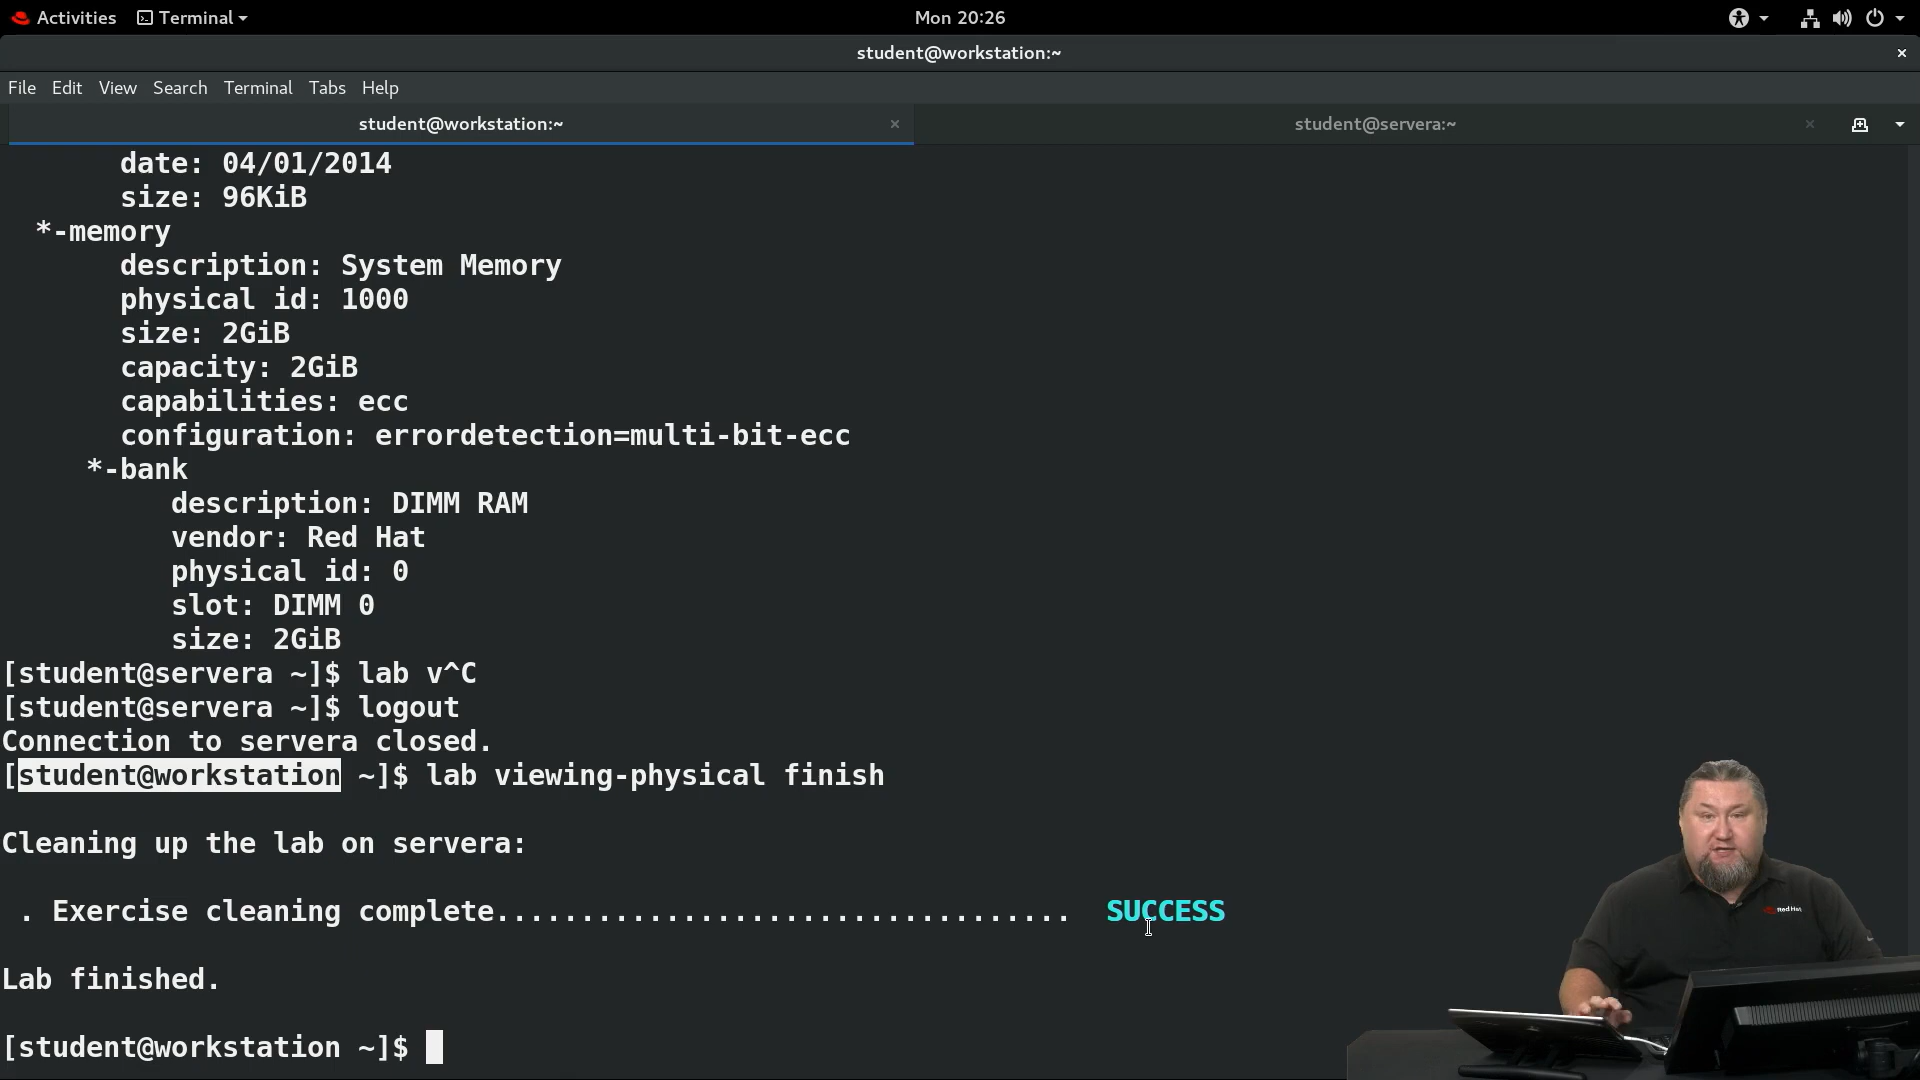 Activities Terminal Mon 20:26
student@workstation:~
File Edit View Search Terminal Tabs Help
student@workstation:~ student@servera:~
date: 04/01/2014
size: 96KiB
*-memory
description: System Memory
physical id: 1000
size: 2GiB
capacity: 2GiB
capabilities: ecc
configuration: errordetection=multi-bit-ecc
*-bank
description: DIMM RAM
vendor: Red Hat
physical id: 0
slot: DIMM 0
size: 2GiB
[student@servera ~]$ lab v^C
[student@servera ~]$ logout
Connection to servera closed.
[student@workstation ~]$ lab viewing-physical finish
Cleaning up the lab on servera:
. Exercise cleaning complete.................................. SUCCESS
Lab finished.
[student@workstation ~]$
Red Hat